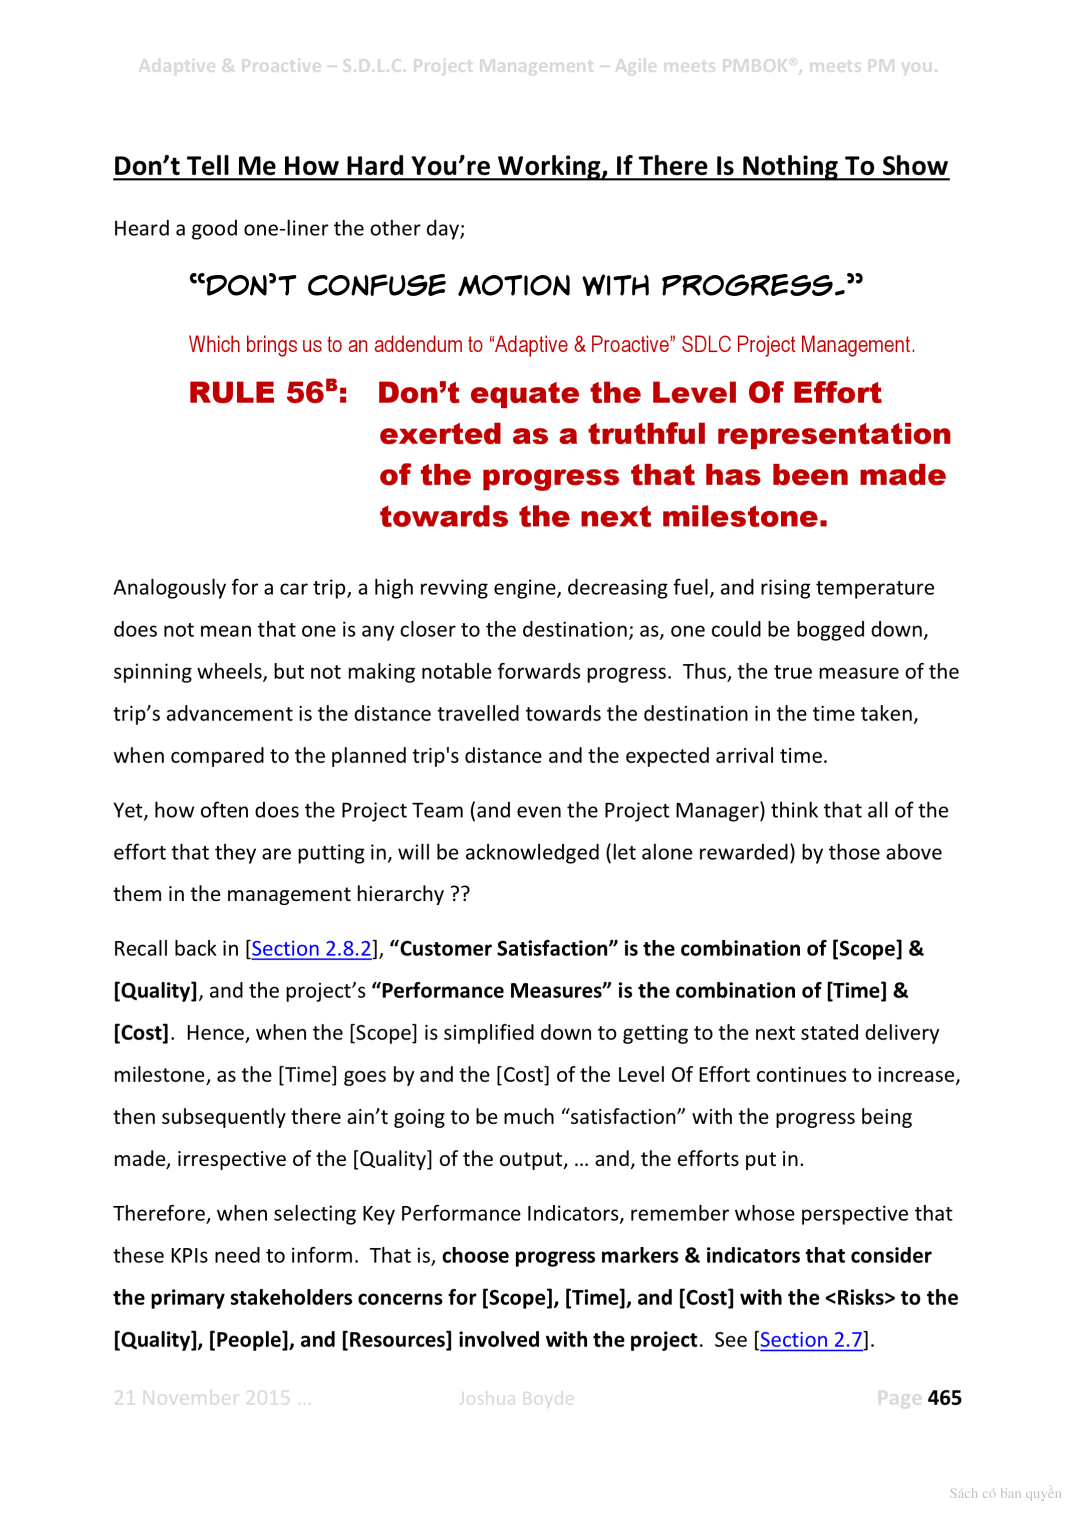 Adaptive & Proactive – S.D.L.C. Project Management – Agile meets PMBOK®, meets PM you.
Don’t Tell Me How Hard You’re Working, If There Is Nothing To Show
Heard a good one-liner the other day;
“DON’T CONFUSE MOTION WITH PROGRESS.”
Which brings us to an addendum to “Adaptive & Proactive” SDLC Project Management.
RULE 56ᴮ: Don’t equate the Level Of Effort
exerted as a truthful representation
of the progress that has been made
towards the next milestone.
Analogously for a car trip, a high revving engine, decreasing fuel, and rising temperature
does not mean that one is any closer to the destination; as, one could be bogged down,
spinning wheels, but not making notable forwards progress. Thus, the true measure of the
trip’s advancement is the distance travelled towards the destination in the time taken,
when compared to the planned trip's distance and the expected arrival time.
Yet, how often does the Project Team (and even the Project Manager) think that all of the
effort that they are putting in, will be acknowledged (let alone rewarded) by those above
them in the management hierarchy ??
Recall back in [Section 2.8.2], “Customer Satisfaction” is the combination of [Scope] &
[Quality], and the project’s “Performance Measures” is the combination of [Time] &
[Cost]. Hence, when the [Scope] is simplified down to getting to the next stated delivery
milestone, as the [Time] goes by and the [Cost] of the Level Of Effort continues to increase,
then subsequently there ain’t going to be much “satisfaction” with the progress being
made, irrespective of the [Quality] of the output, … and, the efforts put in.
Therefore, when selecting Key Performance Indicators, remember whose perspective that
these KPIs need to inform. That is, choose progress markers & indicators that consider
the primary stakeholders concerns for [Scope], [Time], and [Cost] with the <Risks> to the
[Quality], [People], and [Resources] involved with the project. See [Section 2.7].
21 November 2015 … Joshua Boyde Page 465
Sách có bản quyền